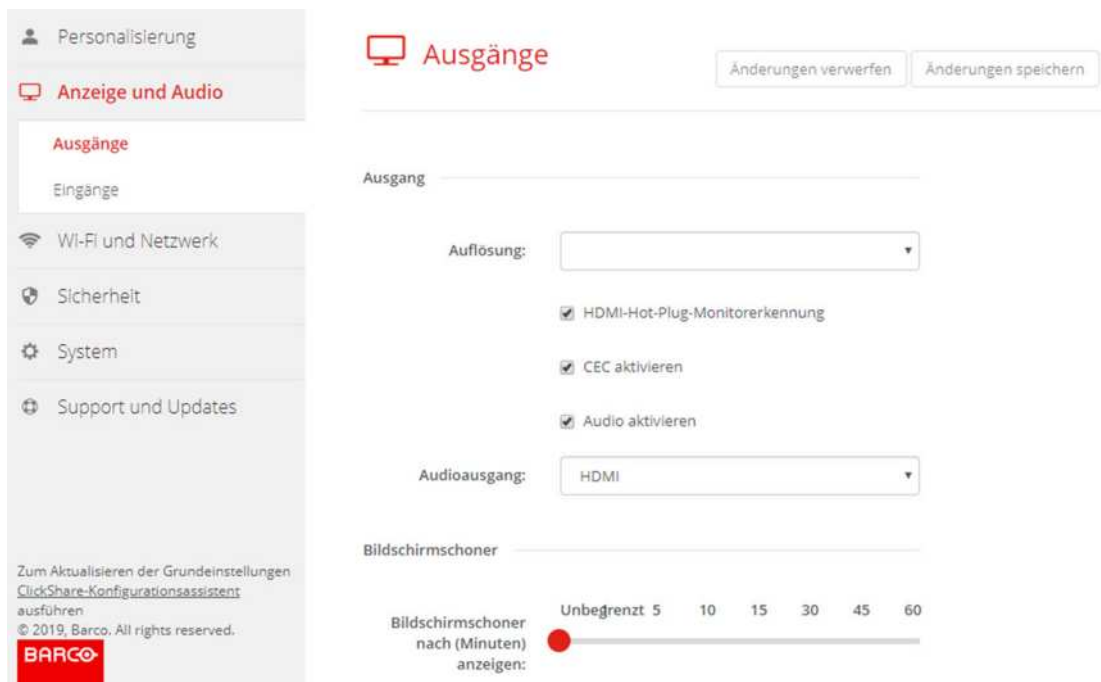 Personalisierung
Anzeige und Audio
Ausgänge
Eingänge
Wi-Fi und Netzwerk
Sicherheit
System
Support und Updates
Zum Aktualisieren der Grundeinstellungen
ClickShare-Konfigurationsassistent
ausführen
© 2019, Barco. All rights reserved.
BARCO
Ausgänge
Änderungen verwerfen
Änderungen speichern
Ausgang
Auflösung:
HDMI-Hot-Plug-Monitorerkennung
CEC aktivieren
Audio aktivieren
Audioausgang:
HDMI
Bildschirmschoner
Bildschirmschoner
nach (Minuten)
anzeigen:
Unbegrenzt 5 10 15 30 45 60